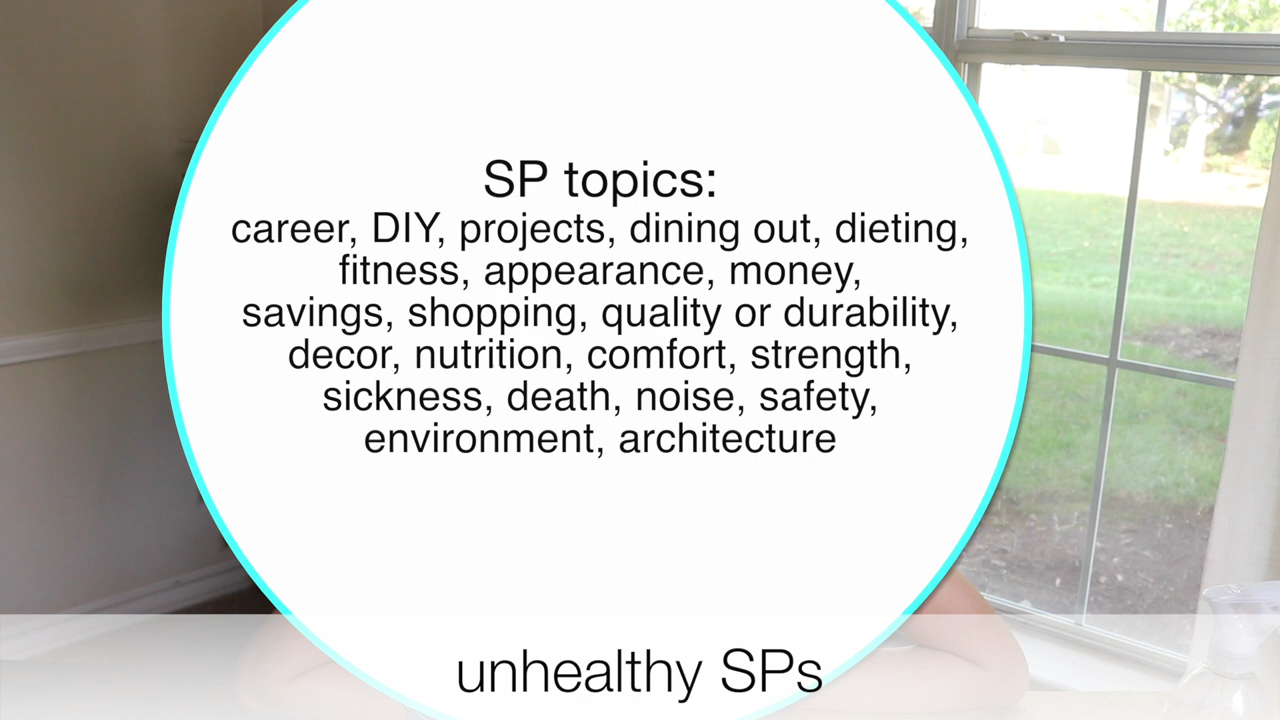 SP topics:
career, DIY, projects, dining out, dieting,
fitness, appearance, money,
savings, shopping, quality or durability,
decor, nutrition, comfort, strength,
sickness, death, noise, safety,
environment, architecture
unhealthy SPs